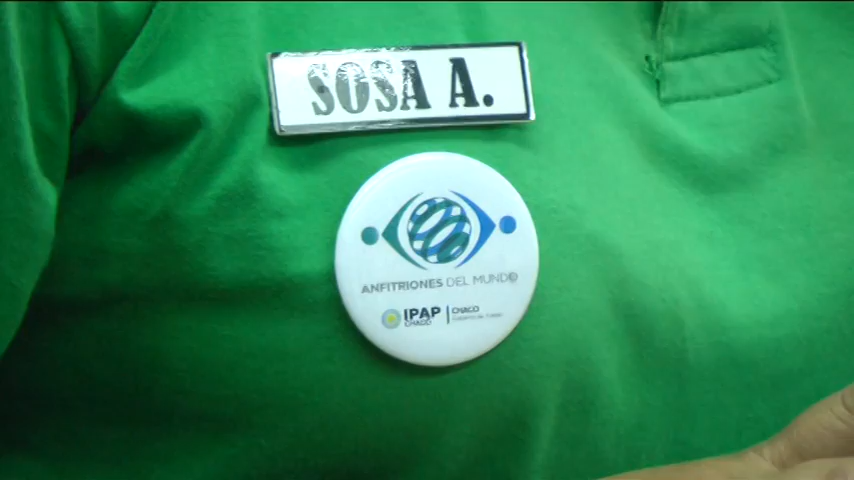 SOSA A.
ANFITRIONES DEL MUNDO
IPAP CHACO
CHACO